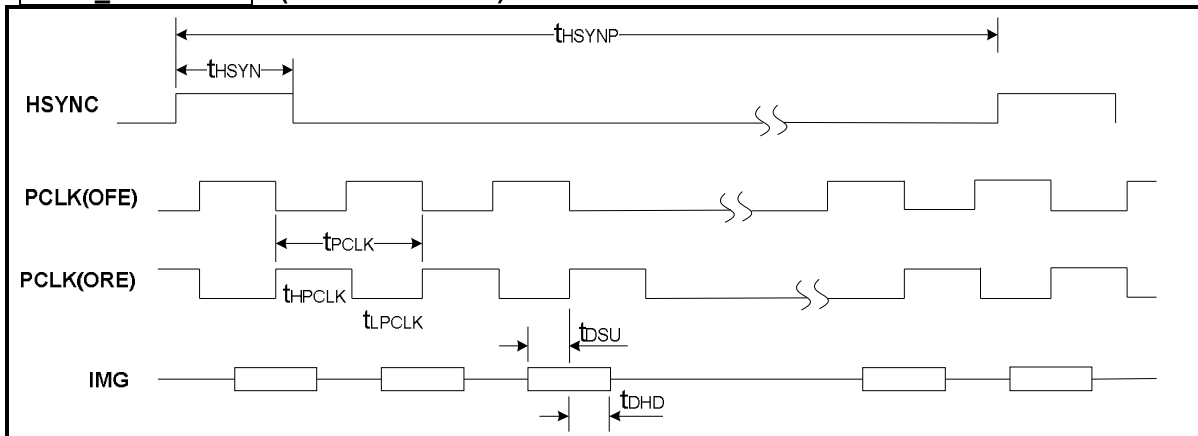 tHSYNP
tHSYN
HSYNC
PCLK(OFE)
tPCLK
PCLK(ORE)
tHPCLK
tLPCLK
tDSU
IMG
tDHD